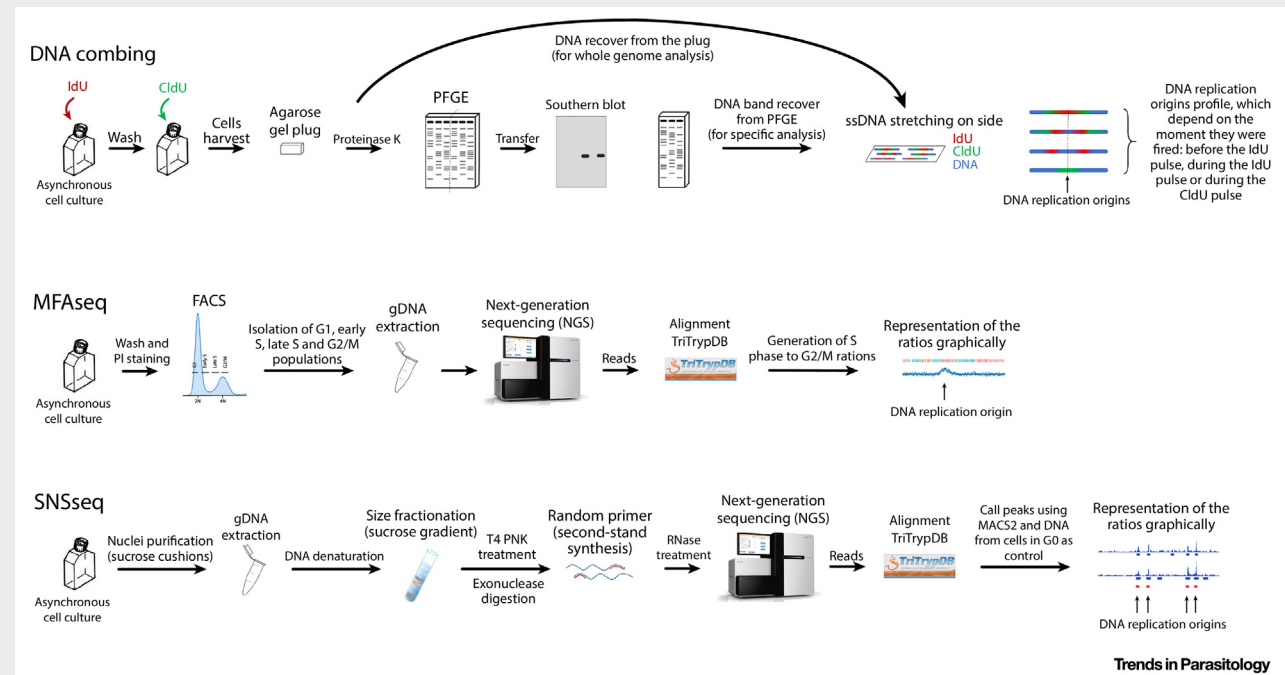 DNA combing
IdU
CldU
Wash
Cells
harvest
Asynchronous
cell culture
Agarose
gel plug
Proteinase K
DNA recover from the plug
(for whole genome analysis)
PFGE
Transfer
Southern blot
DNA band recover
from PFGE
(for specific analysis)
ssDNA stretching on side
IdU
CldU
DNA
DNA replication origins
DNA replication
origins profile, which
depend on the
moment they were
fired: before the IdU
pulse, during the IdU
pulse or during the
CldU pulse
MFAseq
Asynchronous
cell culture
Wash and
PI staining
FACS
G1
Early S
Late S
G2/M
2N
4N
Isolation of G1, early
S, late S and G2/M
populations
gDNA
extraction
Next-generation
sequencing (NGS)
Reads
Alignment
TriTrypDB
TriTrypDB
Generation of S
phase to G2/M rations
Representation of the
ratios graphically
DNA replication origin
SNSseq
Asynchronous
cell culture
Nuclei purification
(sucrose cushions)
gDNA
extraction
DNA denaturation
Size fractionation
(sucrose gradient)
T4 PNK
treatment
Exonuclease
digestion
Random primer
(second-stand
synthesis)
RNase
treatment
Next-generation
sequencing (NGS)
Reads
Alignment
TriTrypDB
TriTrypDB
Call peaks using
MACS2 and DNA
from cells in G0 as
control
Representation of the
ratios graphically
DNA replication origins
Trends in Parasitology